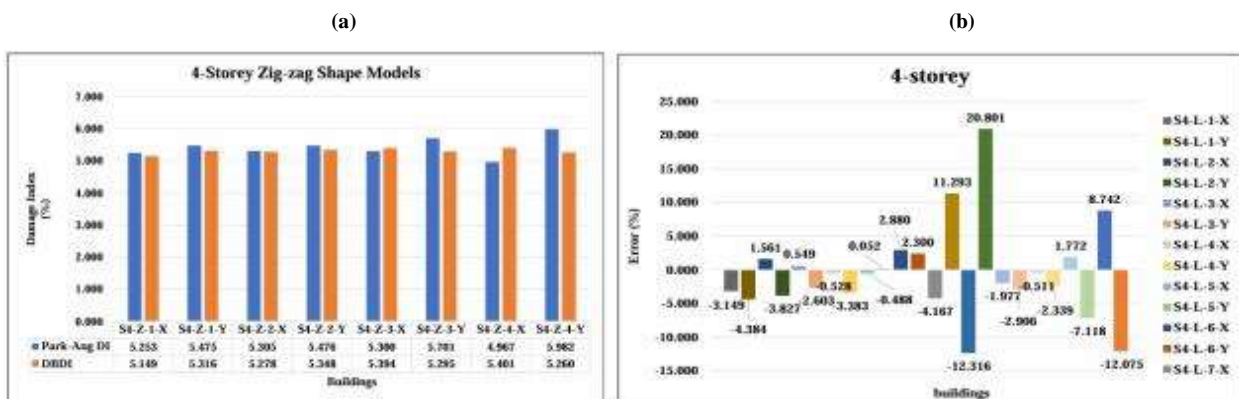 (a)
(b)
4-Storey Zig-zag Shape Models
Damage Index
(%)
7.000
6.000
5.000
4.000
3.000
2.000
1.000
0.000
S4-Z-1-X S4-Z-1-Y S4-Z-2-X S4-Z-2-Y S4-Z-3-X S4-Z-3-Y S4-Z-4-X S4-Z-4-Y
Park-Ang DI 5.253 5.475 5.305 5.476 5.300 5.701 4.967 5.982
DBDI 5.149 5.316 5.278 5.348 5.394 5.295 5.401 5.260
Buildings
4-storey
Error (%)
25.000
20.000
15.000
10.000
5.000
0.000
-5.000
-10.000
-15.000
-3.149
-4.384
1.561
-3.827
0.549
-2.603
-0.528
-3.383
-0.488
0.052
2.880
2.300
-4.167
11.293
-12.316
20.801
-1.977
-2.906
-0.511
-2.339
1.772
-7.118
8.742
-12.075
buildings
S4-L-1-X
S4-L-1-Y
S4-L-2-X
S4-L-2-Y
S4-L-3-X
S4-L-3-Y
S4-L-4-X
S4-L-4-Y
S4-L-5-X
S4-L-5-Y
S4-L-6-X
S4-L-6-Y
S4-L-7-X